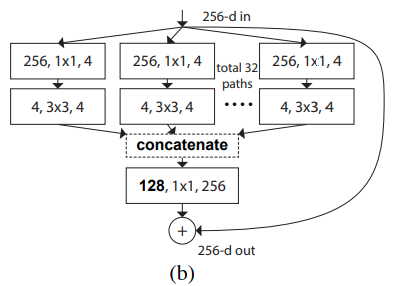 256-d in
256, 1x1, 4
256, 1x1, 4
total 32
paths
256, 1x1, 4
4, 3x3, 4
4, 3x3, 4
....
4, 3x3, 4
concatenate
128, 1x1, 256
+
256-d out
(b)